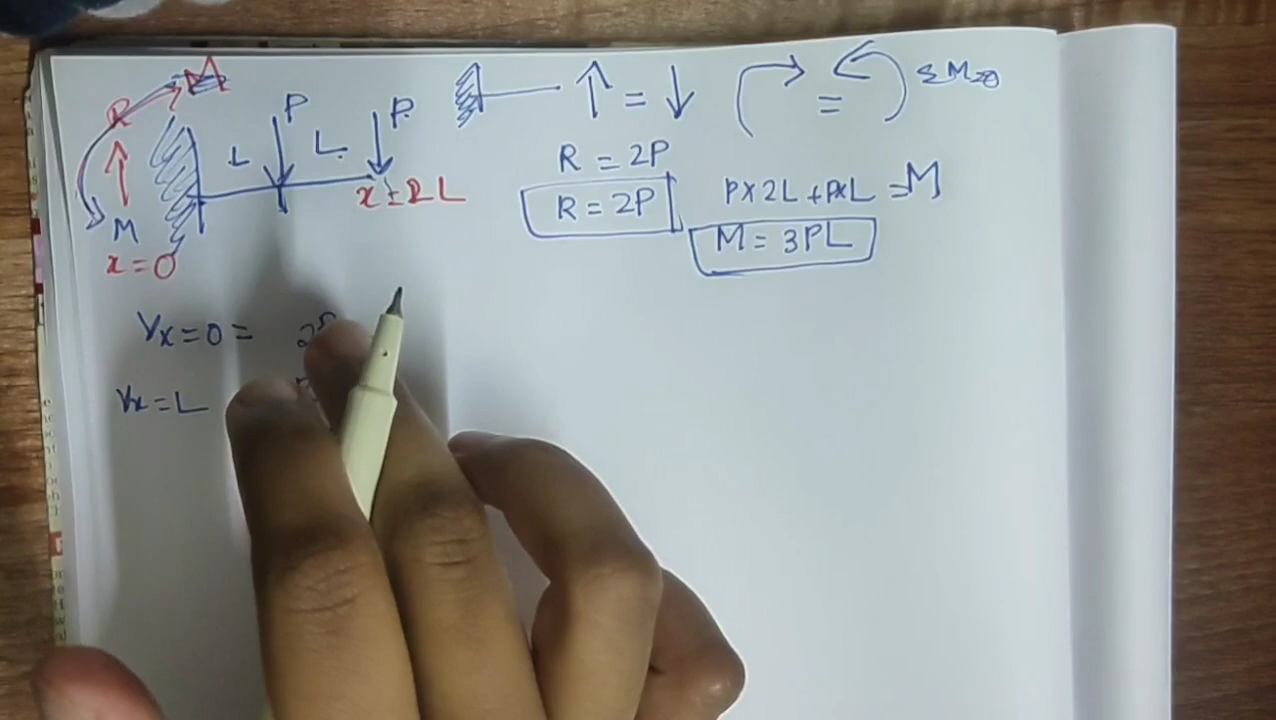 R
P
P
L
L
x = 2L
M
x = 0
↑ = ↓
ΣM=0
R = 2P
R = 2P
P×2L + P×L = M
M = 3PL
Vx=0 =
Vx = L